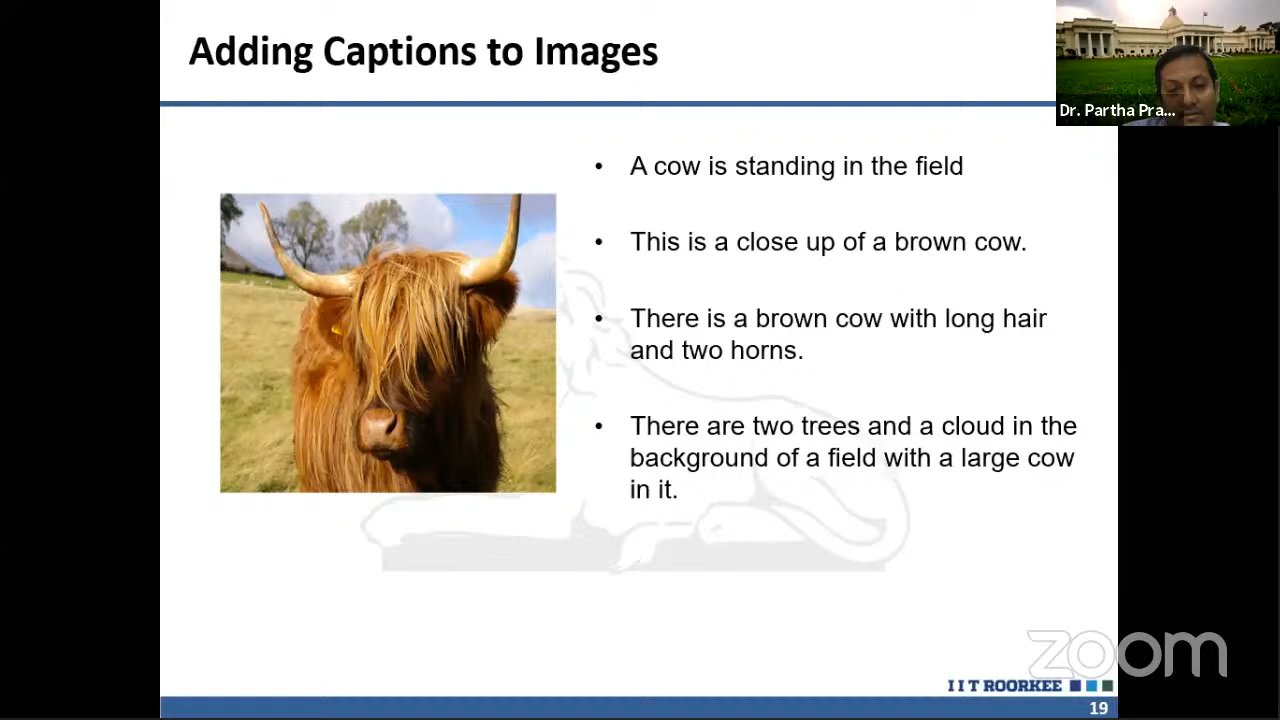 Adding Captions to Images
Dr. Partha Pra...
• A cow is standing in the field
• This is a close up of a brown cow.
• There is a brown cow with long hair
and two horns.
• There are two trees and a cloud in the
background of a field with a large cow
in it.
zoom
IIT ROORKEE
19